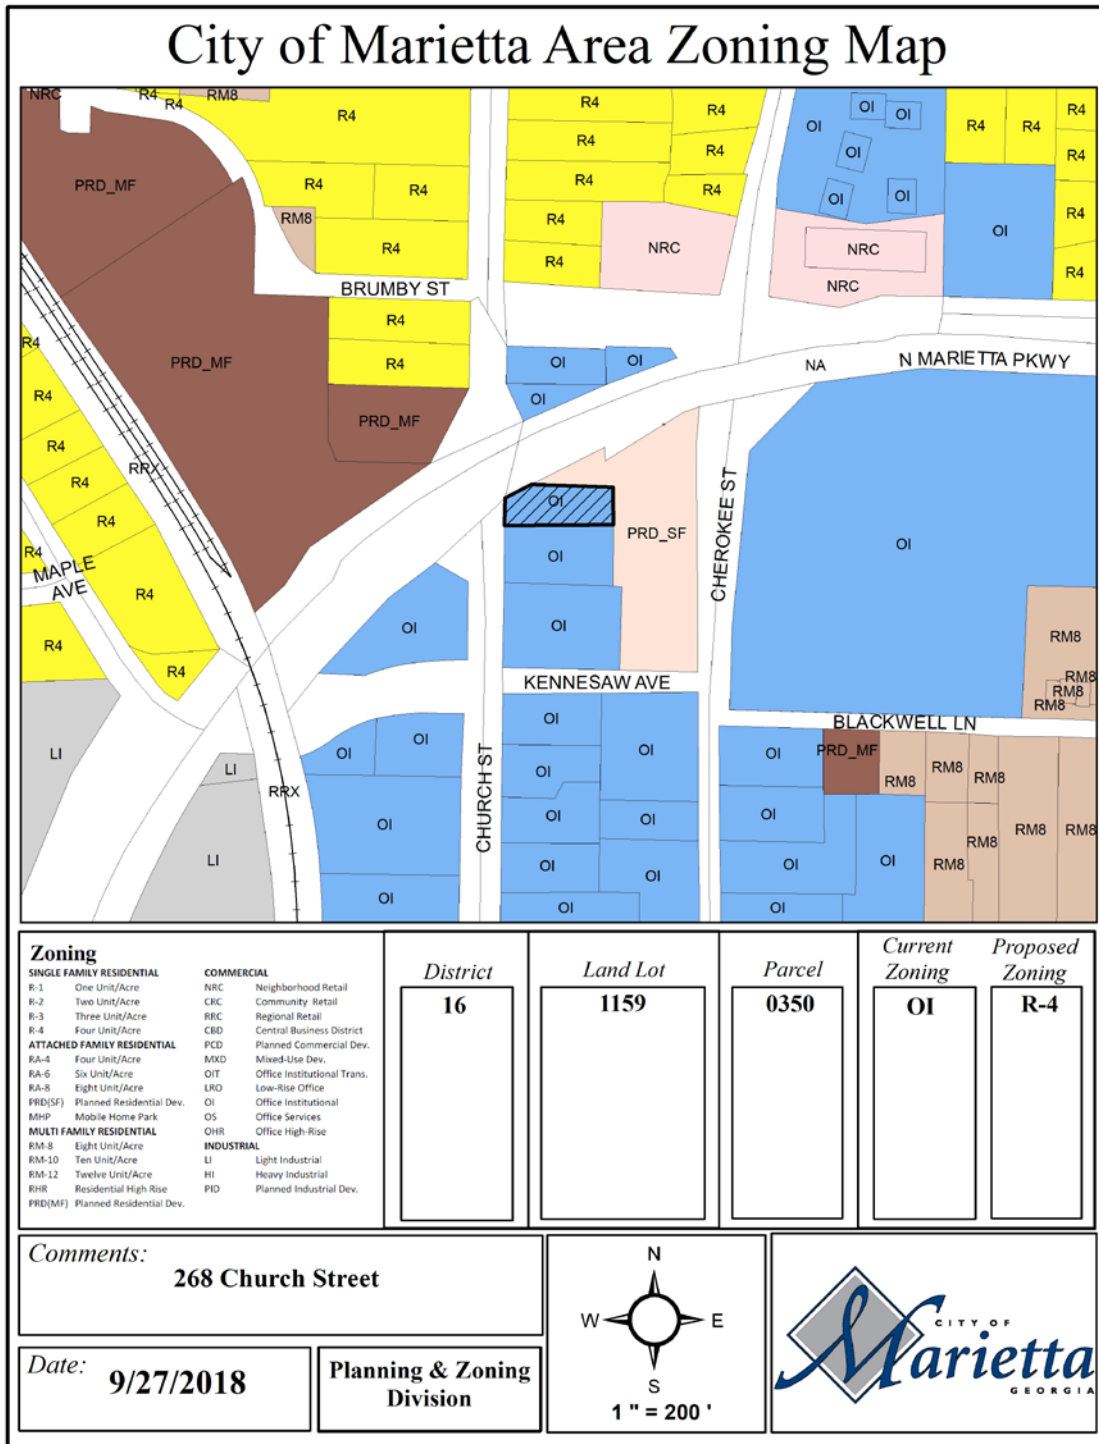 City of Marietta Area Zoning Map
NRC
R4
R4
RM8
R4
R4
R4
OI
OI
OI
R4
R4
R4
PRD_MF
R4
R4
OI
R4
R4
R4
R4
R4
OI
OI
R4
RM8
R4
R4
NRC
NRC
OI
R4
R4
R4
NRC
BRUMBY ST
R4
R4
PRD_MF
R4
OI
OI
NA
N MARIETTA PKWY
R4
OI
PRD_MF
R4
RRX
R4
R4
OI
CHEROKEE ST
PRD_SF
OI
OI
R4
MAPLE
AVE
R4
OI
OI
RM8
R4
R4
RM8
RM8
RM8
KENNESAW AVE
BLACKWELL LN
OI
OI
OI
OI
OI
PRD_MF
LI
LI
RRX
OI
RM8
RM8
RM8
CHURCH ST
OI
OI
OI
OI
RM8
RM8
RM8
LI
OI
OI
OI
OI
RM8
OI
OI
OI
Zoning
SINGLE FAMILY RESIDENTIAL
R-1 One Unit/Acre
R-2 Two Unit/Acre
R-3 Three Unit/Acre
R-4 Four Unit/Acre
ATTACHED FAMILY RESIDENTIAL
RA-4 Four Unit/Acre
RA-6 Six Unit/Acre
RA-8 Eight Unit/Acre
PRD(SF) Planned Residential Dev.
MHP Mobile Home Park
MULTI FAMILY RESIDENTIAL
RM-8 Eight Unit/Acre
RM-10 Ten Unit/Acre
RM-12 Twelve Unit/Acre
RHR Residential High Rise
PRD(MF) Planned Residential Dev.
COMMERCIAL
NRC Neighborhood Retail
CRC Community Retail
RRC Regional Retail
CBD Central Business District
PCD Planned Commercial Dev.
MXD Mixed-Use Dev.
OIT Office Institutional Trans.
LRO Low-Rise Office
OI Office Institutional
OS Office Services
OHR Office High-Rise
INDUSTRIAL
LI Light Industrial
HI Heavy Industrial
PID Planned Industrial Dev.
District
16
Land Lot
1159
Parcel
0350
Current
Zoning
OI
Proposed
Zoning
R-4
Comments:
268 Church Street
Date:
9/27/2018
Planning & Zoning
Division
N
W
E
S
1 " = 200 '
CITY OF
Marietta
GEORGIA